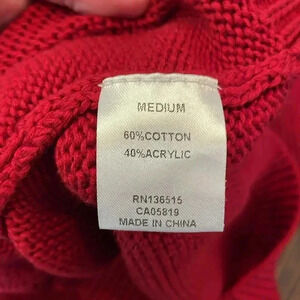 MEDIUM
60%COTTON
40%ACRYLIC
RN136515
CA05819
MADE IN CHINA